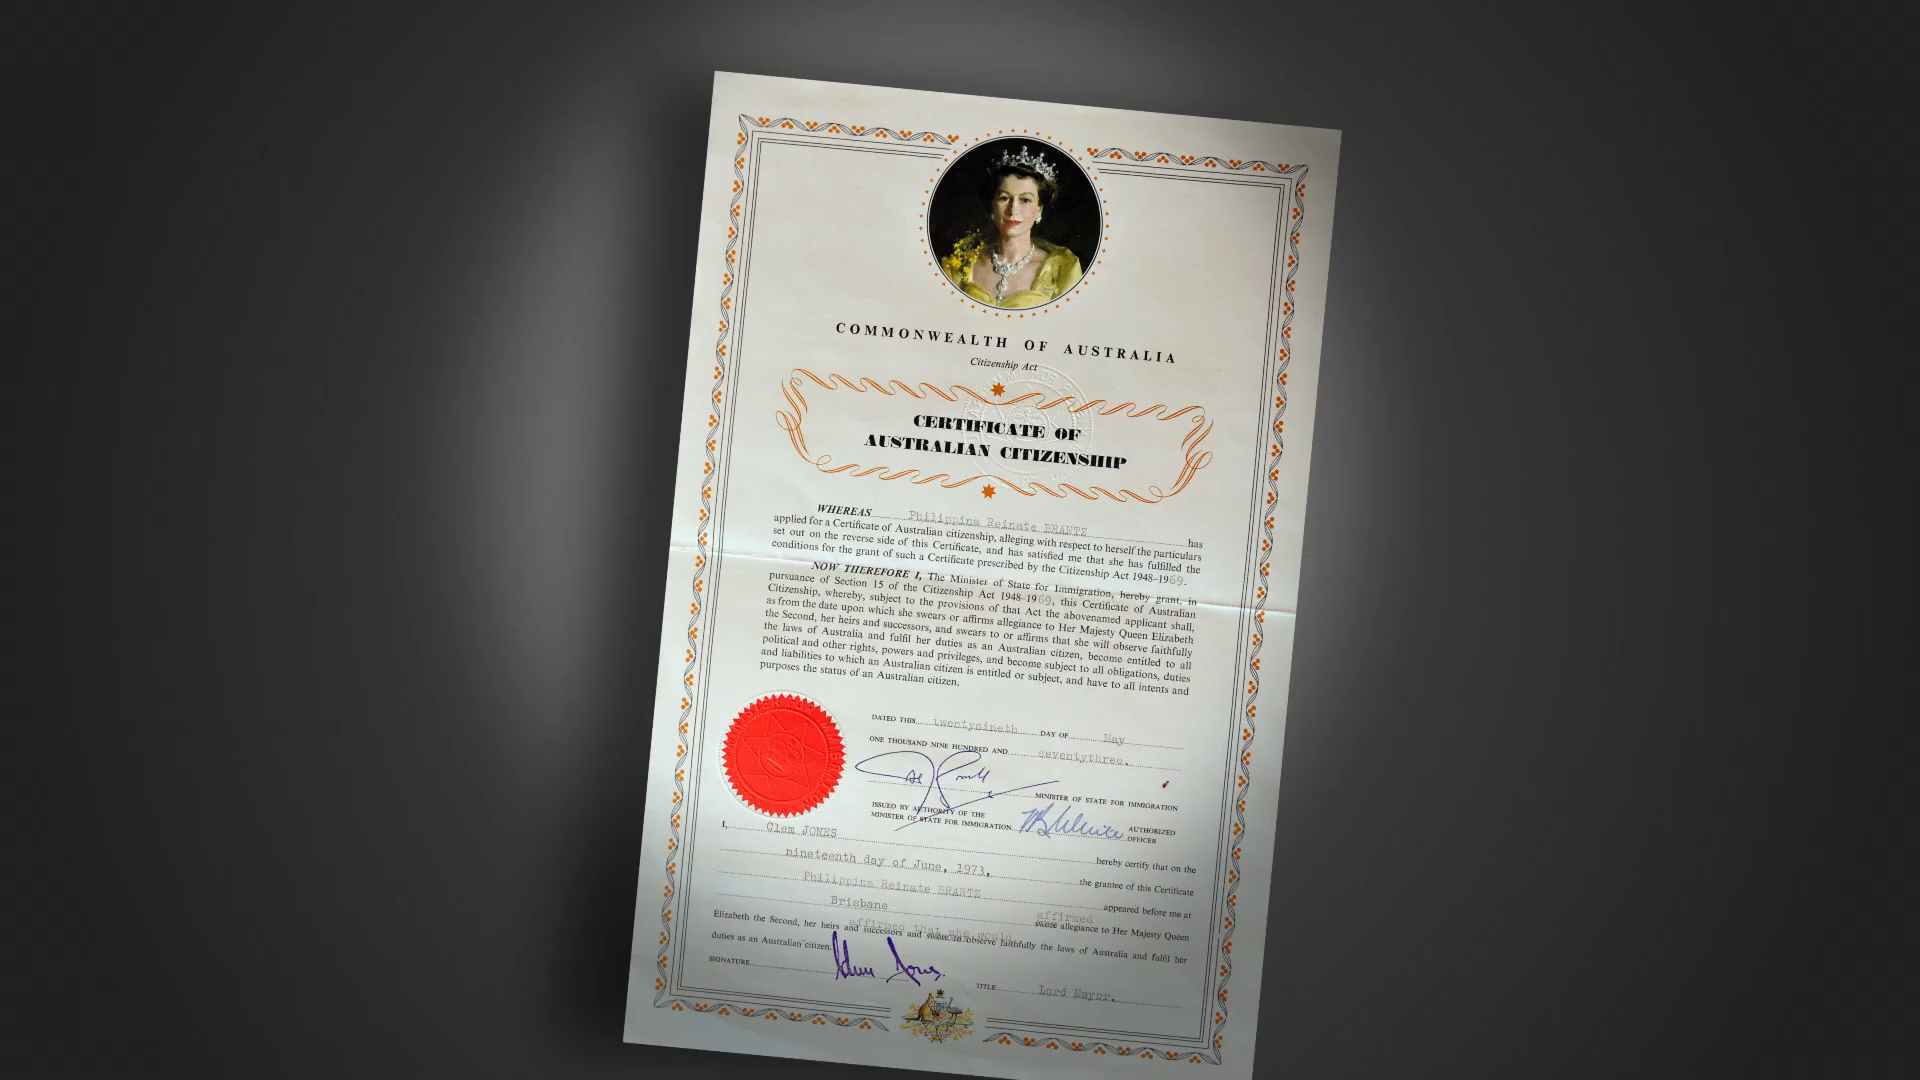 COMMONWEALTH OF AUSTRALIA
Citizenship Act
CERTIFICATE OF
AUSTRALIAN CITIZENSHIP
WHEREAS Philippina Reinate BRANTZ has
applied for a Certificate of Australian citizenship, alleging with respect to herself the particulars
set out on the reverse side of this Certificate, and has satisfied me that she has fulfilled the
conditions for the grant of such a Certificate prescribed by the Citizenship Act 1948-1969.
NOW THEREFORE I, The Minister of State for Immigration, hereby grant, in
pursuance of Section 15 of the Citizenship Act 1948-1969, this Certificate of Australian
Citizenship, whereby, subject to the provisions of that Act the abovenamed applicant shall,
as from the date upon which she swears or affirms allegiance to Her Majesty Queen Elizabeth
the Second, her heirs and successors, and swears to or affirms that she will observe faithfully
the laws of Australia and fulfil her duties as an Australian citizen, become entitled to all
political and other rights, powers and privileges, and become subject to all obligations, duties
and liabilities to which an Australian citizen is entitled or subject, and have to all intents and
purposes the status of an Australian citizen.
DATED THIS twentynineth DAY OF May
ONE THOUSAND NINE HUNDRED AND seventythree.
MINISTER OF STATE FOR IMMIGRATION
ISSUED BY AUTHORITY OF THE
MINISTER OF STATE FOR IMMIGRATION
AUTHORIZED
OFFICER
I, Clem JONES hereby certify that on the
nineteenth day of June, 1973, the grantee of this Certificate
Philippina Reinate BRANTZ appeared before me at
Brisbane affirmed swore allegiance to Her Majesty Queen
affirmed that she would
Elizabeth the Second, her heirs and successors and swore to observe faithfully the laws of Australia and fulfil her
duties as an Australian citizen.
SIGNATURE Clem Jones.
TITLE Lord Mayor.